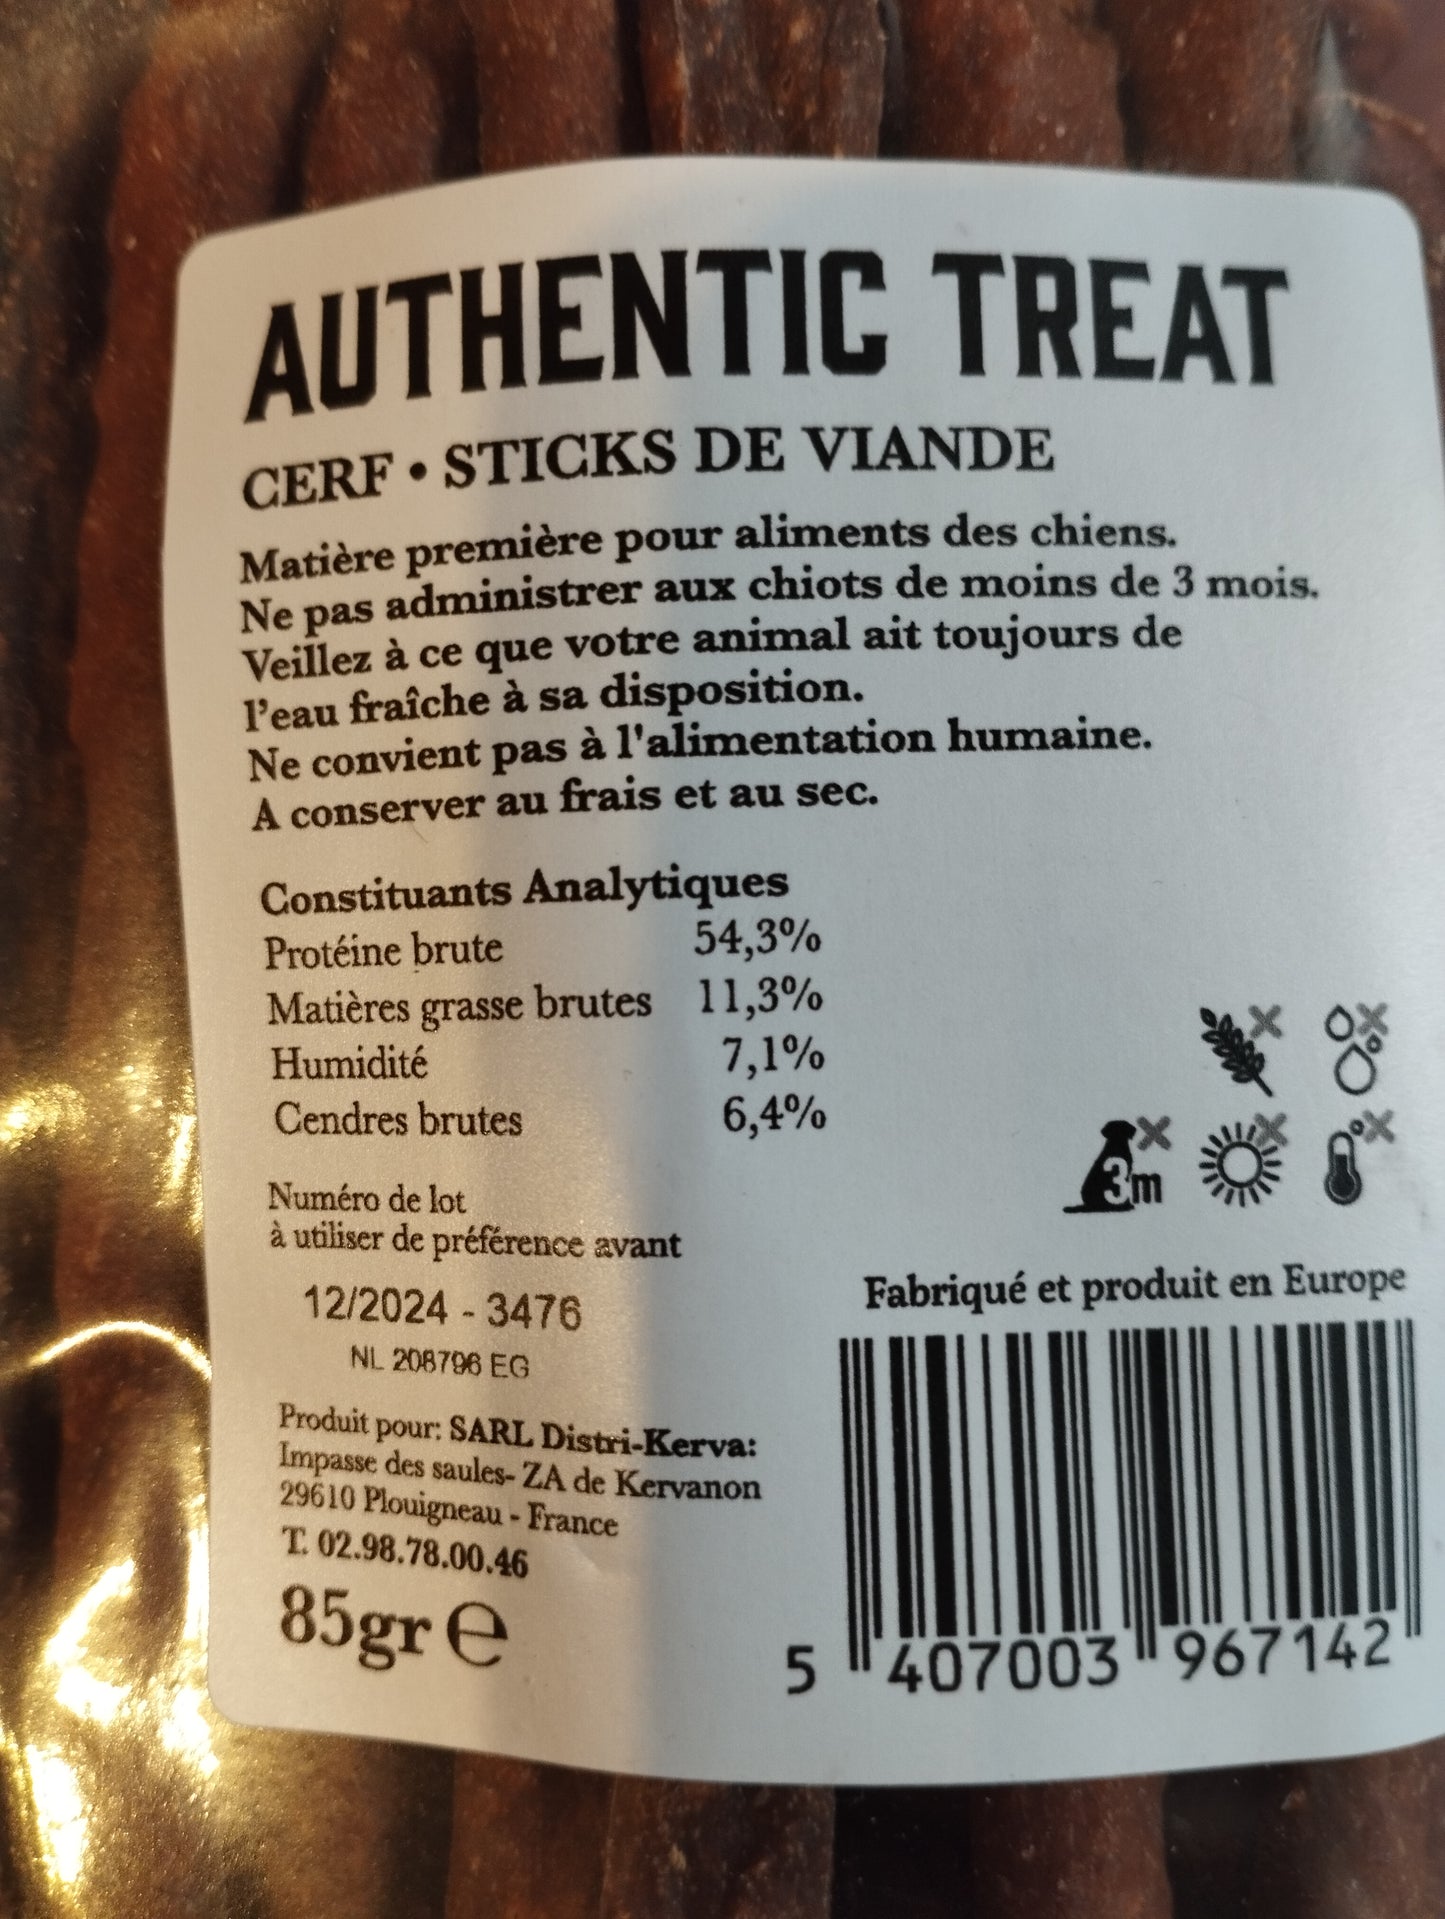 AUTHENTIC TREAT
CERF • STICKS DE VIANDE
Matière première pour aliments des chiens.
Ne pas administrer aux chiots de moins de 3 mois.
Veillez à ce que votre animal ait toujours de
l’eau fraîche à sa disposition.
Ne convient pas à l'alimentation humaine.
A conserver au frais et au sec.
Constituants Analytiques
Protéine brute 54,3%
Matières grasse brutes 11,3%
Humidité 7,1%
Cendres brutes 6,4%
3m
Numéro de lot
à utiliser de préférence avant
12/2024 - 3476
NL 208796 EG
Produit pour: SARL Distri-Kerva:
Impasse des saules- ZA de Kervanon
29610 Plouigneau - France
T. 02.98.78.00.46
85gr e
Fabriqué et produit en Europe
5 407003 967142